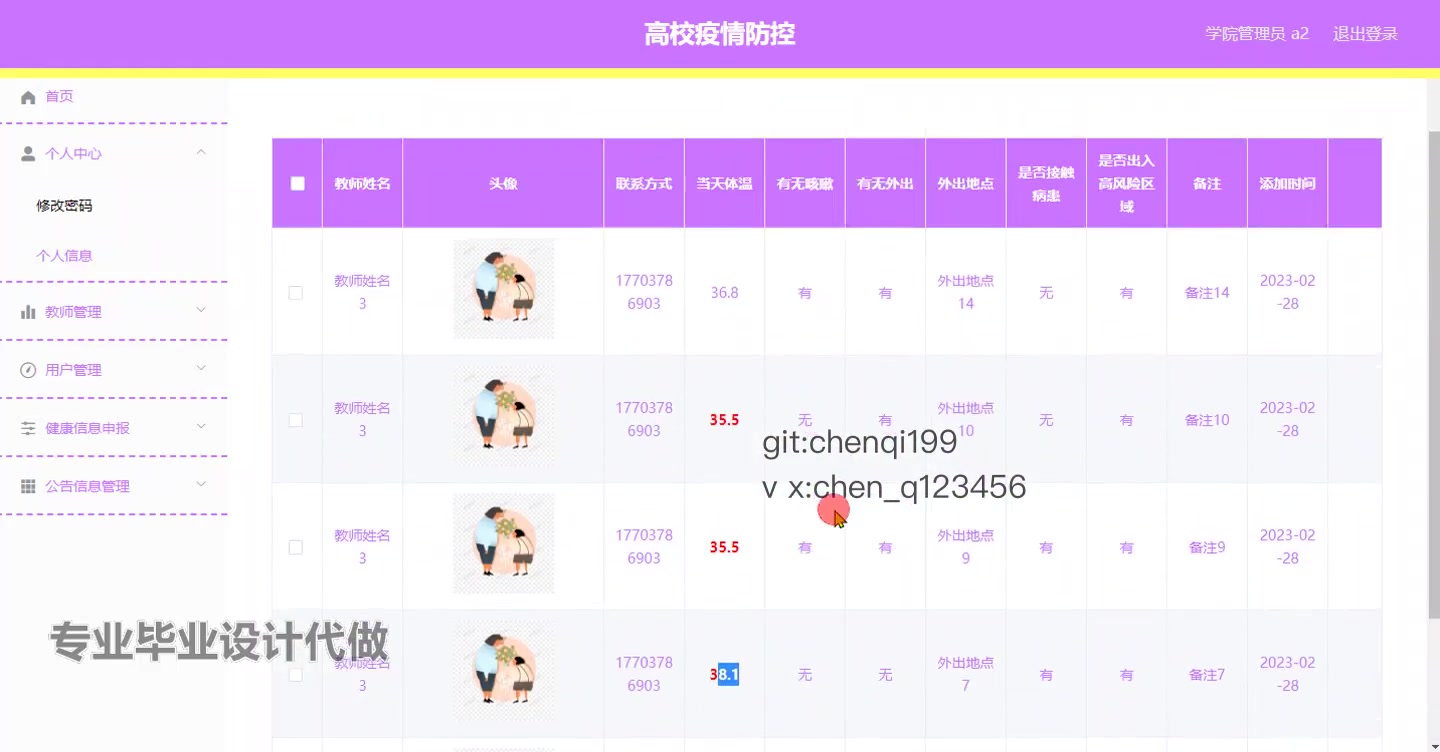 高校疫情防控
学院管理员 a2
退出登录
首页
个人中心
修改密码
个人信息
教师管理
用户管理
健康信息申报
公告信息管理
教师姓名
头像
联系方式
当天体温
有无咳嗽
有无外出
外出地点
是否接触
病患
是否出入
高风险区
域
备注
添加时间
教师姓名
3
1770378
6903
36.8
有
有
外出地点
14
无
有
备注14
2023-02
-28
教师姓名
3
1770378
6903
35.5
无
有
外出地点
10
无
有
备注10
2023-02
-28
git:chenqi199
v x:chen_q123456
教师姓名
3
1770378
6903
35.5
有
有
外出地点
9
有
有
备注9
2023-02
-28
专业毕业设计代做
教师姓名
3
1770378
6903
38.1
无
无
外出地点
7
有
有
备注7
2023-02
-28